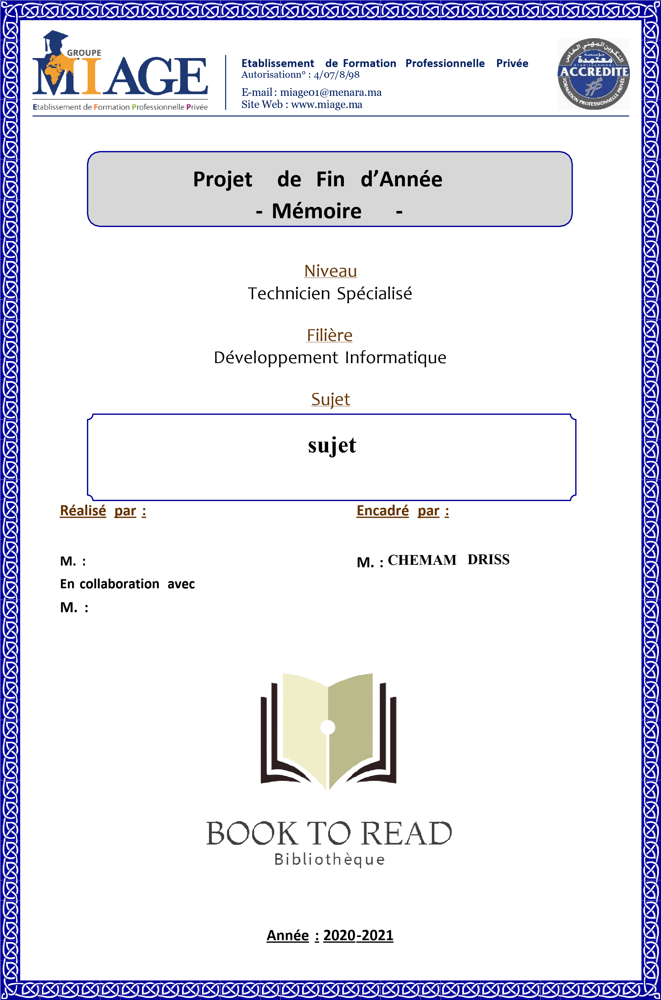 GROUPE
MIAGE
Etablissement de Formation Professionnelle Privée
Etablissement de Formation Professionnelle Privée
Autorisationn° : 4/07/8/98
E-mail : miage01@menara.ma
Site Web : www.miage.ma
التكوين المهني الخاص
مؤسسة
معتمدة
Etablissement
ACCREDITE
FORMATION PROFESSIONNELLE PRIVÉE
Projet de Fin d’Année
- Mémoire -
Niveau
Technicien Spécialisé
Filière
Développement Informatique
Sujet
sujet
Réalisé par :
Encadré par :
M. :
M. : CHEMAM DRISS
En collaboration avec
M. :
BOOK TO READ
Bibliothèque
Année : 2020-2021